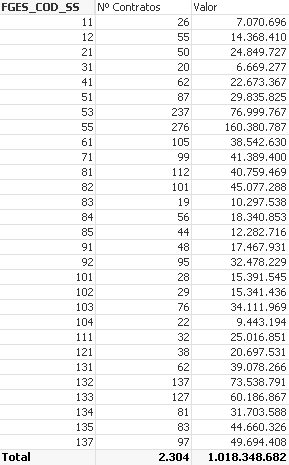 FGES_COD_SS Nº Contratos Valor
11 26 7.070.696
12 55 14.368.410
21 50 24.849.727
31 20 6.669.277
41 62 22.673.367
51 87 29.835.825
53 237 76.999.767
55 276 160.380.787
61 105 38.542.630
71 99 41.389.400
81 112 40.759.469
82 101 45.077.288
83 19 10.297.538
84 56 18.340.853
85 44 12.282.716
91 48 17.467.931
92 95 32.478.229
101 28 15.391.545
102 29 15.341.436
103 76 34.111.969
104 22 9.443.194
111 32 25.016.851
121 38 20.697.531
131 62 39.078.266
132 137 73.538.791
133 127 60.186.867
134 81 31.703.588
135 83 44.660.326
137 97 49.694.408
Total 2.304 1.018.348.682